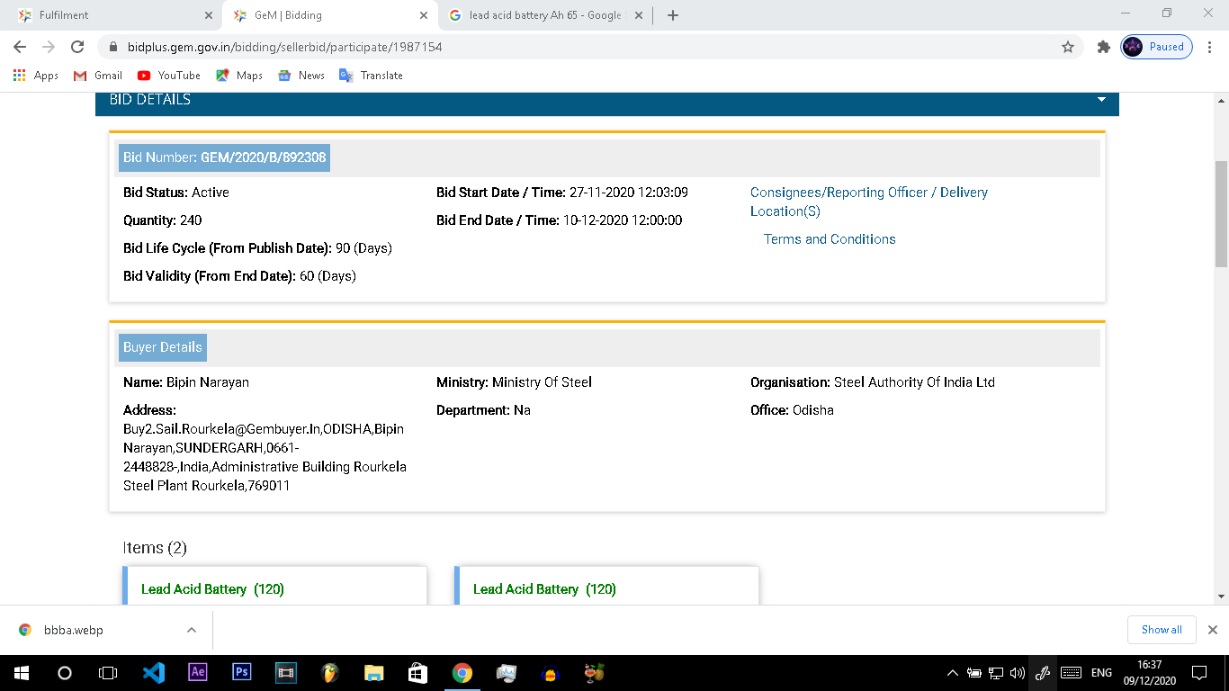 Fulfilment
GeM | Bidding
lead acid battery Ah 65 - Google
bidplus.gem.gov.in/bidding/sellerbid/participate/1987154
Paused
Apps
Gmail
YouTube
Maps
News
Translate
BID DETAILS
Bid Number: GEM/2020/B/892308
Bid Status: Active
Bid Start Date / Time: 27-11-2020 12:03:09
Consignees/Reporting Officer / Delivery
Location(S)
Quantity: 240
Bid End Date / Time: 10-12-2020 12:00:00
Terms and Conditions
Bid Life Cycle (From Publish Date): 90 (Days)
Bid Validity (From End Date): 60 (Days)
Buyer Details
Name: Bipin Narayan
Ministry: Ministry Of Steel
Organisation: Steel Authority Of India Ltd
Address:
Department: Na
Office: Odisha
Buy2.Sail.Rourkela@Gembuyer.In,ODISHA,Bipin
Narayan,SUNDERGARH,0661-
2448828-,India,Administrative Building Rourkela
Steel Plant Rourkela,769011
Items (2)
Lead Acid Battery (120)
Lead Acid Battery (120)
bbba.webp
Show all
Ae
Ps
ENG
16:37
09/12/2020